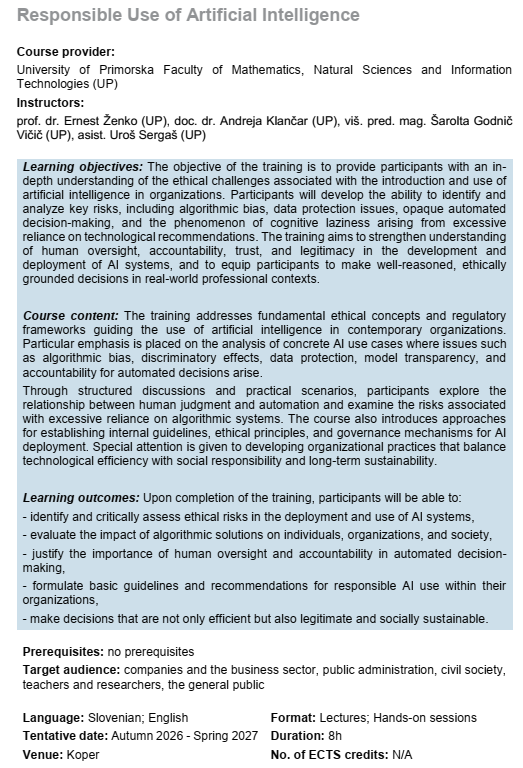 Responsible Use of Artificial Intelligence
Course provider:
University of Primorska Faculty of Mathematics, Natural Sciences and Information
Technologies (UP)
Instructors:
prof. dr. Ernest Ženko (UP), doc. dr. Andreja Klančar (UP), viš. pred. mag. Šarolta Godnič
Vičič (UP), asist. Uroš Sergaš (UP)
Learning objectives: The objective of the training is to provide participants with an in-
depth understanding of the ethical challenges associated with the introduction and use of
artificial intelligence in organizations. Participants will develop the ability to identify and
analyze key risks, including algorithmic bias, data protection issues, opaque automated
decision-making, and the phenomenon of cognitive laziness arising from excessive
reliance on technological recommendations. The training aims to strengthen understanding
of human oversight, accountability, trust, and legitimacy in the development and
deployment of AI systems, and to equip participants to make well-reasoned, ethically
grounded decisions in real-world professional contexts.
Course content: The training addresses fundamental ethical concepts and regulatory
frameworks guiding the use of artificial intelligence in contemporary organizations.
Particular emphasis is placed on the analysis of concrete AI use cases where issues such
as algorithmic bias, discriminatory effects, data protection, model transparency, and
accountability for automated decisions arise.
Through structured discussions and practical scenarios, participants explore the
relationship between human judgment and automation and examine the risks associated
with excessive reliance on algorithmic systems. The course also introduces approaches
for establishing internal guidelines, ethical principles, and governance mechanisms for AI
deployment. Special attention is given to developing organizational practices that balance
technological efficiency with social responsibility and long-term sustainability.
Learning outcomes: Upon completion of the training, participants will be able to:
- identify and critically assess ethical risks in the deployment and use of AI systems,
- evaluate the impact of algorithmic solutions on individuals, organizations, and society,
- justify the importance of human oversight and accountability in automated decision-
making,
- formulate basic guidelines and recommendations for responsible AI use within their
organizations,
- make decisions that are not only efficient but also legitimate and socially sustainable.
Prerequisites: no prerequisites
Target audience: companies and the business sector, public administration, civil society,
teachers and researchers, the general public
Language: Slovenian; English
Format: Lectures; Hands-on sessions
Tentative date: Autumn 2026 - Spring 2027
Duration: 8h
Venue: Koper
No. of ECTS credits: N/A